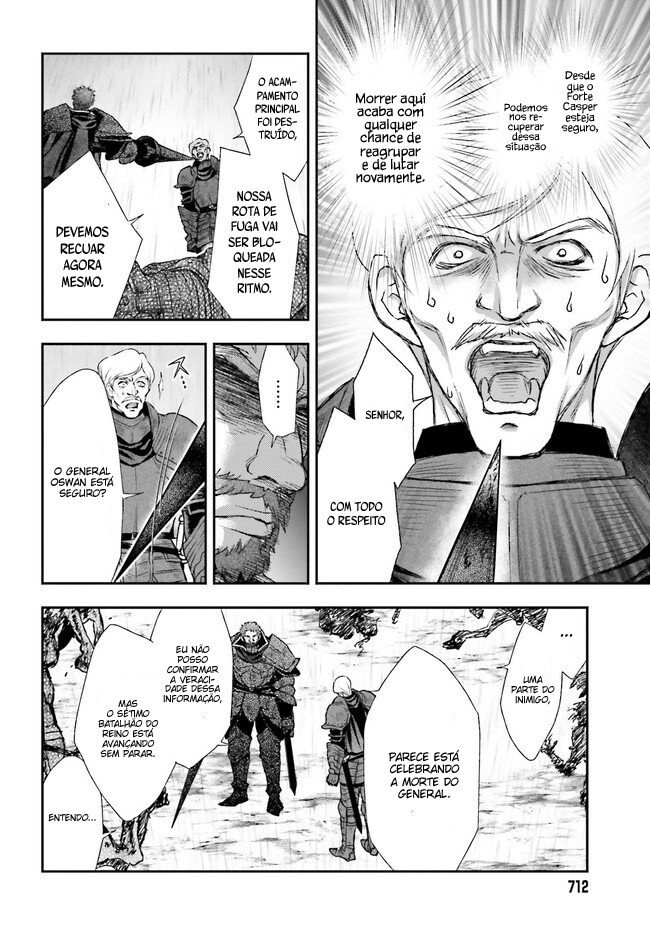 Desde
que o
Forte
Casper
esteja
seguro,
Podemos
nos re-
cuperar
dessa
situação
Morrer aqui
acaba com
qualquer
chance de
reagrupar
e de lutar
novamente.
SENHOR,
COM TODO
O RESPEITO
O ACAM-
PAMENTO
PRINCIPAL
FOI DES-
TRUÍDO,
NOSSA
ROTA DE
FUGA VAI
SER BLO-
QUEADA
NESSE
RITMO.
DEVEMOS
RECUAR
AGORA
MESMO.
......
O GENERAL
OSWAN ESTÁ
SEGURO?
...
UMA
PARTE DO
INIMIGO,
PARECE ESTÁ
CELEBRANDO
A MORTE DO
GENERAL.
EU NÃO
POSSO
CONFIRMAR
A VERACI-
DADE DESSA
INFORMAÇÃO,
MAS
O SÉTIMO
BATALHÃO DO
REINO ESTÁ
AVANÇANDO
SEM PARAR.
ENTENDO...
712